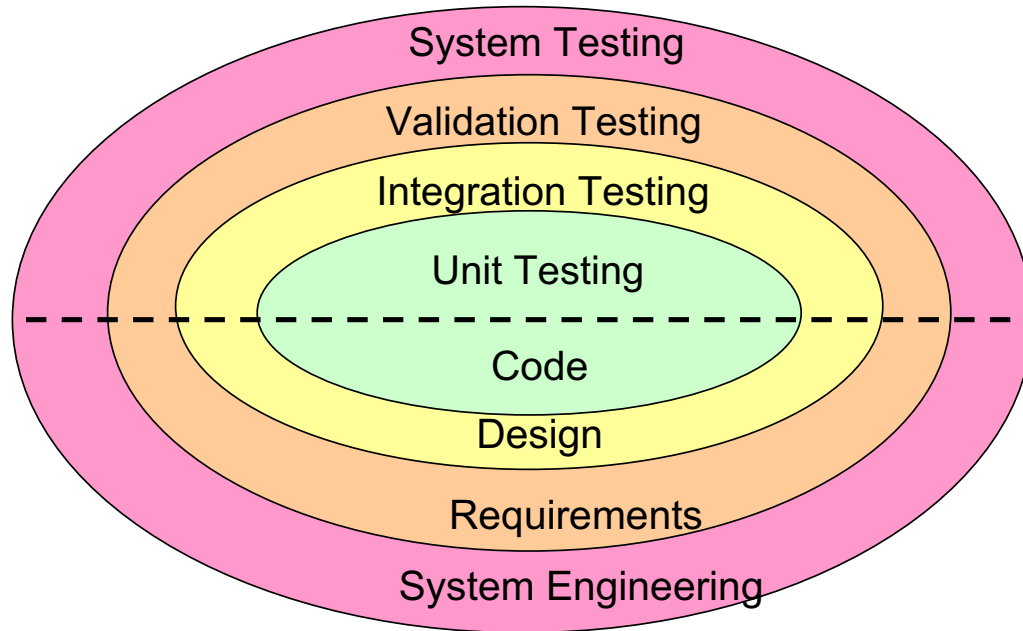 System Testing
Validation Testing
Integration Testing
Unit Testing
Code
Design
Requirements
System Engineering